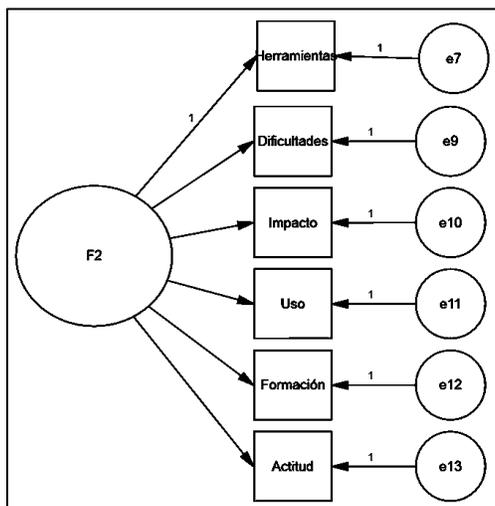 Herramientas
1
e7
1
Dificultades
1
e9
Impacto
1
e10
F2
Uso
1
e11
Formación
1
e12
Actitud
1
e13